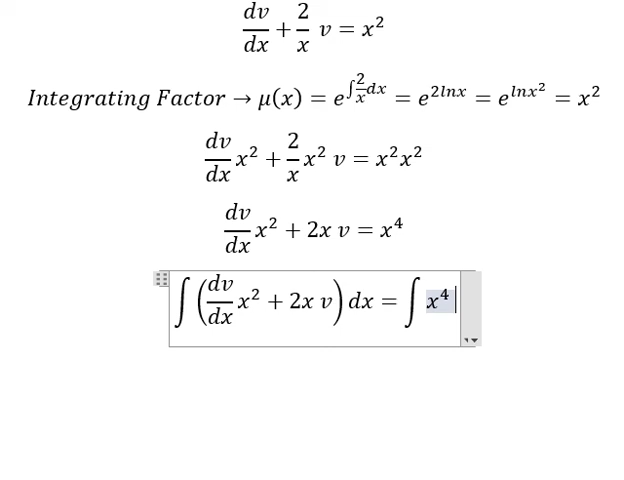 dv/dx + 2/x v = x²
Integrating Factor → μ(x) = e^(∫2/x dx) = e^(2lnx) = e^(lnx²) = x²
dv/dx x² + 2/x x² v = x²x²
dv/dx x² + 2x v = x⁴
∫(dv/dx x² + 2x v) dx = ∫ x⁴